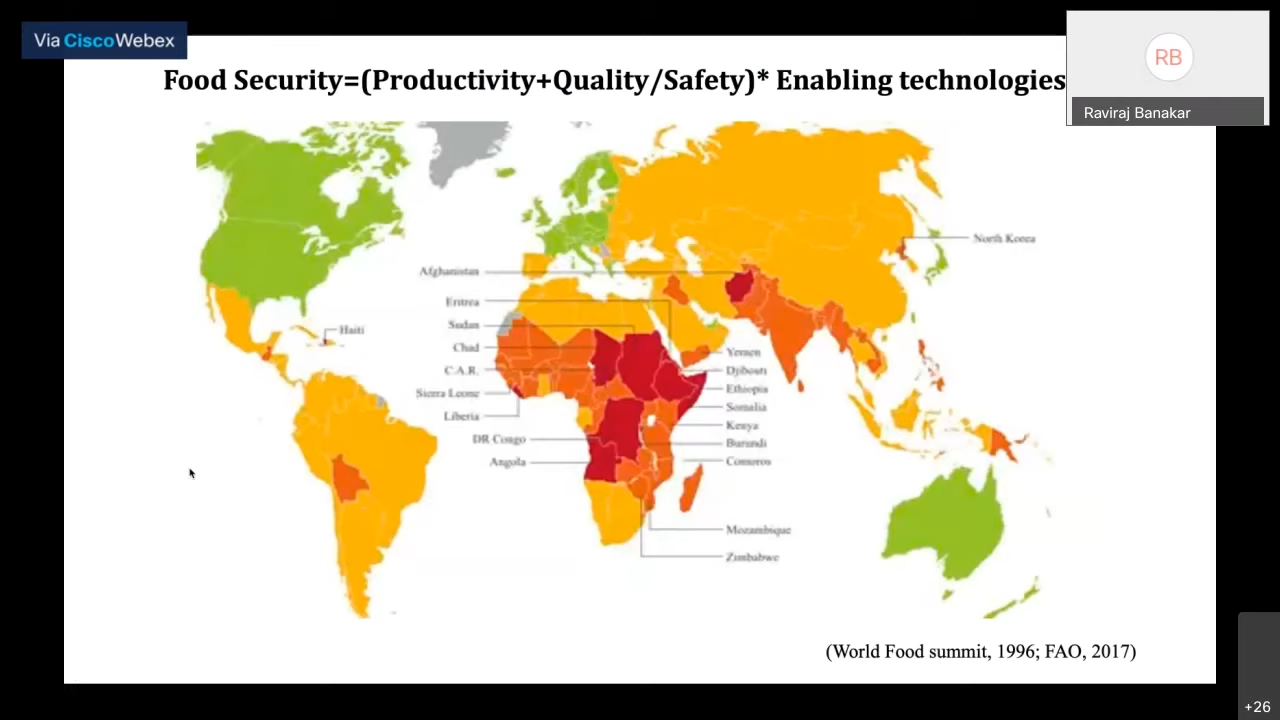 Via Cisco Webex
RB
Raviraj Banakar
Food Security=(Productivity+Quality/Safety)* Enabling technologies
North Korea
Afghanistan
Eritrea
Sudan
Haiti
Chad
Yemen
C.A.R.
Djibouti
Sierra Leone
Ethiopia
Liberia
Somalia
Kenya
DR Congo
Burundi
Angola
Comoros
Mozambique
Zimbabwe
(World Food summit, 1996; FAO, 2017)
+26